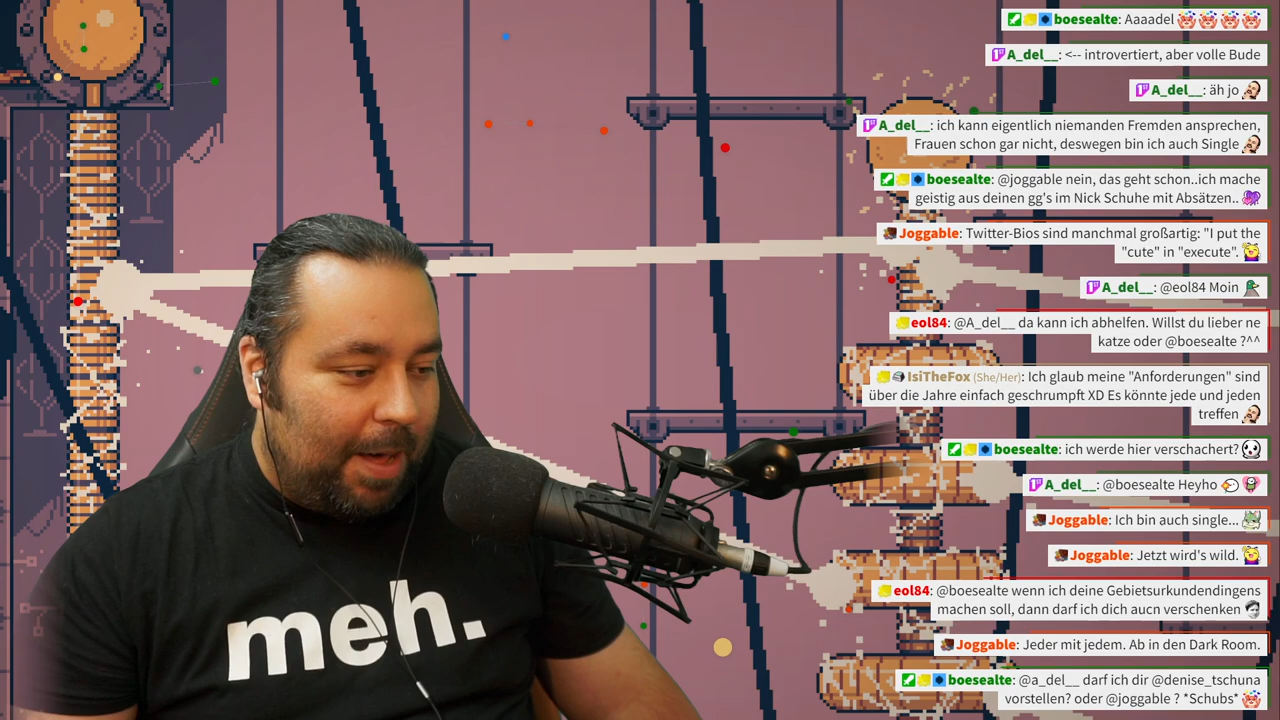 boesealte: Aaaadel
A_del__: <-- introvertiert, aber volle Bude
A_del__: äh jo
A_del__: ich kann eigentlich niemanden Fremden ansprechen,
Frauen schon gar nicht, deswegen bin ich auch Single
boesealte: @joggable nein, das geht schon..ich mache
geistig aus deinen gg's im Nick Schuhe mit Absätzen..
Joggable: Twitter-Bios sind manchmal großartig: "I put the
"cute" in "execute".
A_del__: @eol84 Moin
eol84: @A_del__ da kann ich abhelfen. Willst du lieber ne
katze oder @boesealte ?^^
IsiTheFox (She/Her): Ich glaub meine "Anforderungen" sind
über die Jahre einfach geschrumpft XD Es könnte jede und jeden
treffen
boesealte: ich werde hier verschachert?
A_del__: @boesealte Heyho
Joggable: Ich bin auch single...
Joggable: Jetzt wird's wild.
eol84: @boesealte wenn ich deine Gebietsurkundendingens
machen soll, dann darf ich dich aucn verschenken
Joggable: Jeder mit jedem. Ab in den Dark Room.
boesealte: @a_del__ darf ich dir @denise_tschuna
vorstellen? oder @joggable ? *Schubs*
meh.